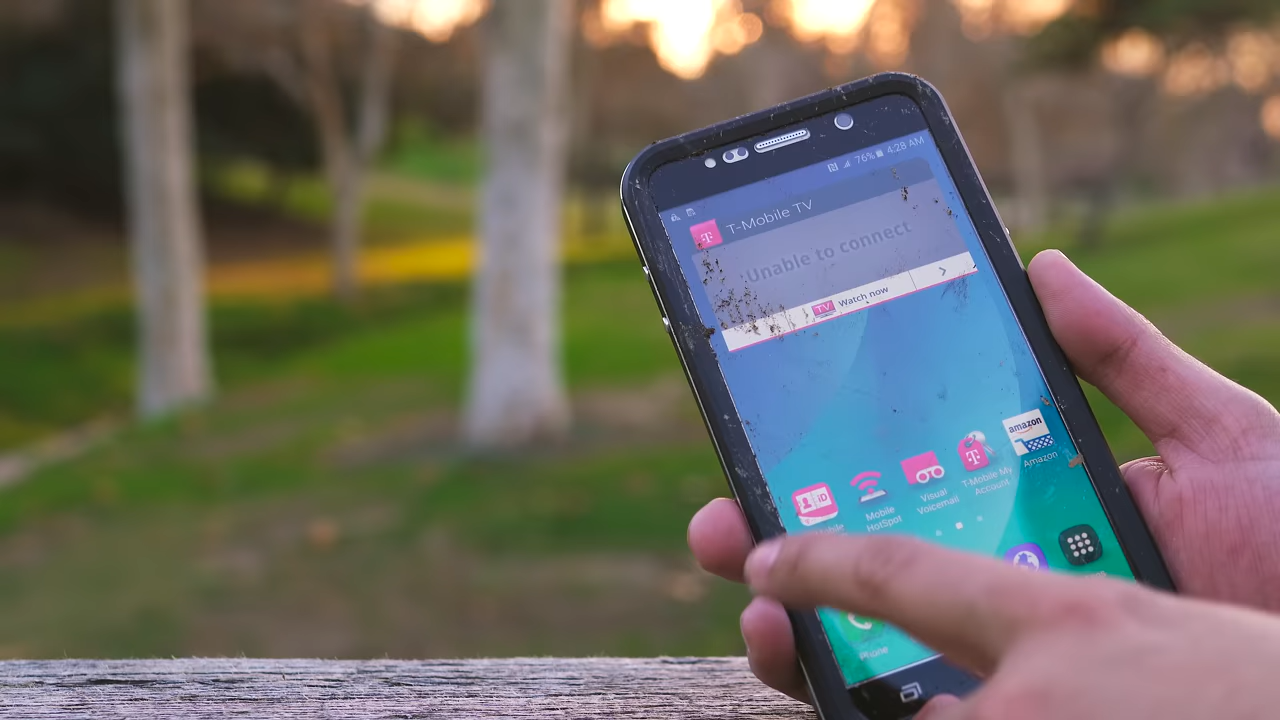 76% 4:28 AM
T-Mobile TV
Unable to connect
TV Watch now
iD
Mobile
HotSpot
Visual
Voicemail
T
T-Mobile My
Account
amazon
Amazon
Phone